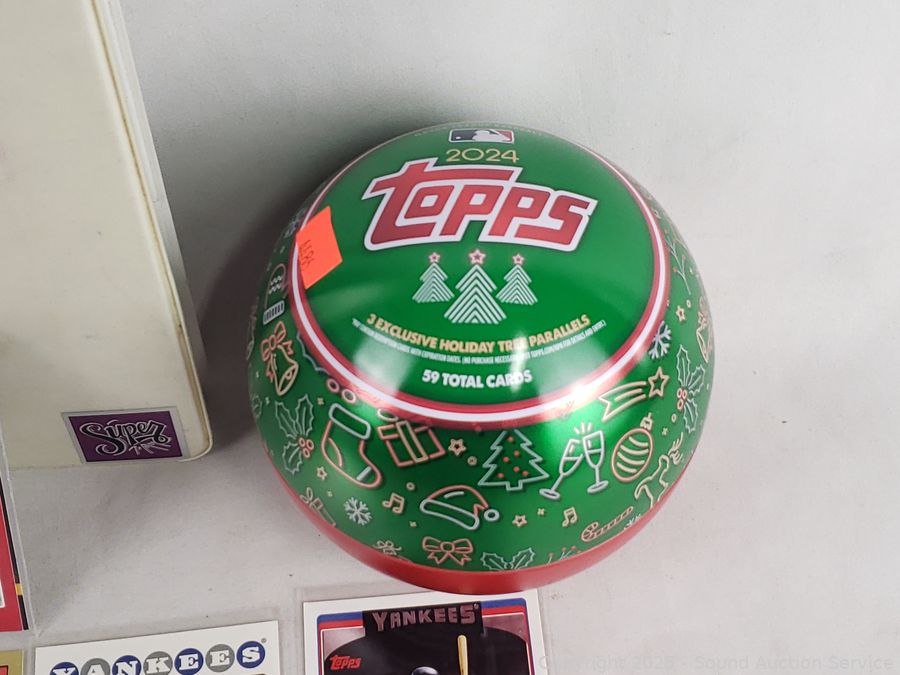 2024
Topps
3 EXCLUSIVE HOLIDAY TREE PARALLELS
59 TOTAL CARDS
Super
YANKEES
YANKEES
Topps
Copyright 2025 - Sound Auction Service